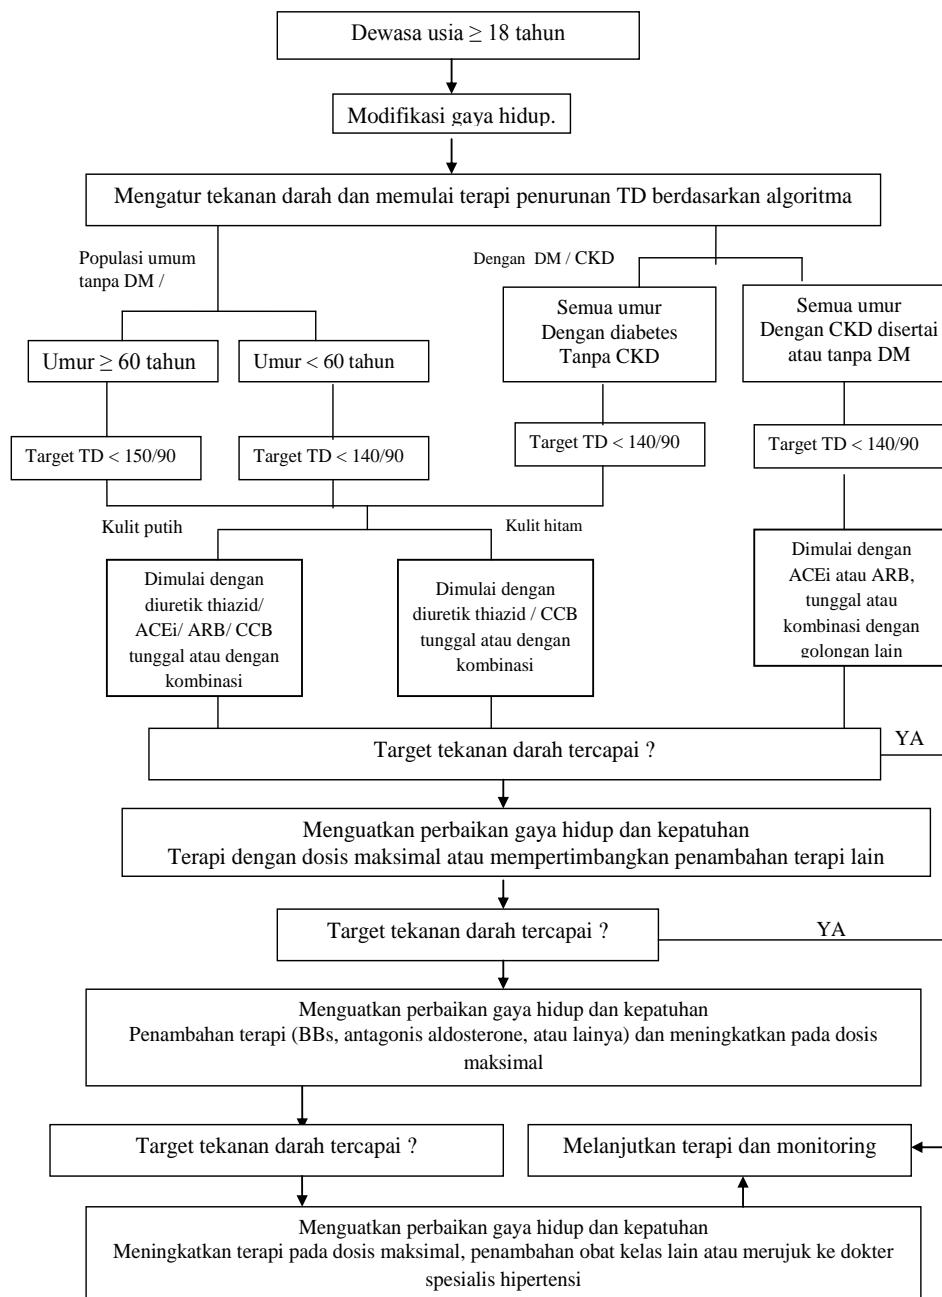 Dewasa usia ≥ 18 tahun
Modifikasi gaya hidup.
Mengatur tekanan darah dan memulai terapi penurunan TD berdasarkan algoritma
Populasi umum
tanpa DM /
Dengan DM / CKD
Umur ≥ 60 tahun
Umur < 60 tahun
Semua umur
Dengan diabetes
Tanpa CKD
Semua umur
Dengan CKD disertai
atau tanpa DM
Target TD < 150/90
Target TD < 140/90
Target TD < 140/90
Target TD < 140/90
Kulit putih
Kulit hitam
Dimulai dengan
diuretik thiazid/
ACEi/ ARB/ CCB
tunggal atau dengan
kombinasi
Dimulai dengan
diuretik thiazid / CCB
tunggal atau dengan
kombinasi
Dimulai dengan
ACEi atau ARB,
tunggal atau
kombinasi dengan
golongan lain
Target tekanan darah tercapai ?
YA
Menguatkan perbaikan gaya hidup dan kepatuhan
Terapi dengan dosis maksimal atau mempertimbangkan penambahan terapi lain
Target tekanan darah tercapai ?
YA
Menguatkan perbaikan gaya hidup dan kepatuhan
Penambahan terapi (BBs, antagonis aldosterone, atau lainya) dan meningkatkan pada dosis
maksimal
Target tekanan darah tercapai ?
Melanjutkan terapi dan monitoring
Menguatkan perbaikan gaya hidup dan kepatuhan
Meningkatkan terapi pada dosis maksimal, penambahan obat kelas lain atau merujuk ke dokter
spesialis hipertensi